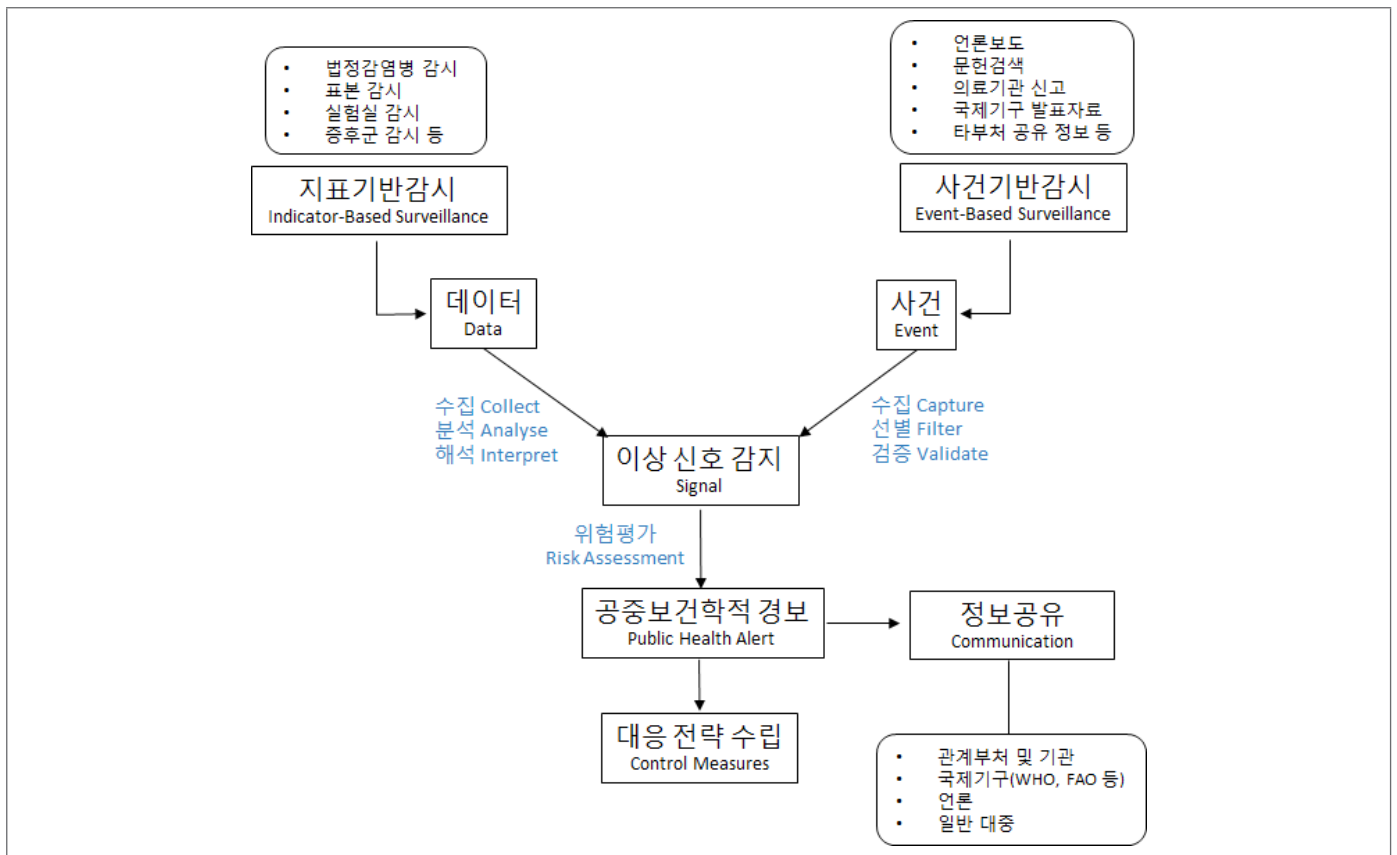 • 법정감염병 감시
• 표본 감시
• 실험실 감시
• 증후군 감시 등
지표기반감시
Indicator-Based Surveillance
• 언론보도
• 문헌검색
• 의료기관 신고
• 국제기구 발표자료
• 타부처 공유 정보 등
사건기반감시
Event-Based Surveillance
데이터
Data
사건
Event
수집 Collect
분석 Analyse
해석 Interpret
수집 Capture
선별 Filter
검증 Validate
이상 신호 감지
Signal
위험평가
Risk Assessment
공중보건학적 경보
Public Health Alert
정보공유
Communication
대응 전략 수립
Control Measures
• 관계부처 및 기관
• 국제기구(WHO, FAO 등)
• 언론
• 일반 대중